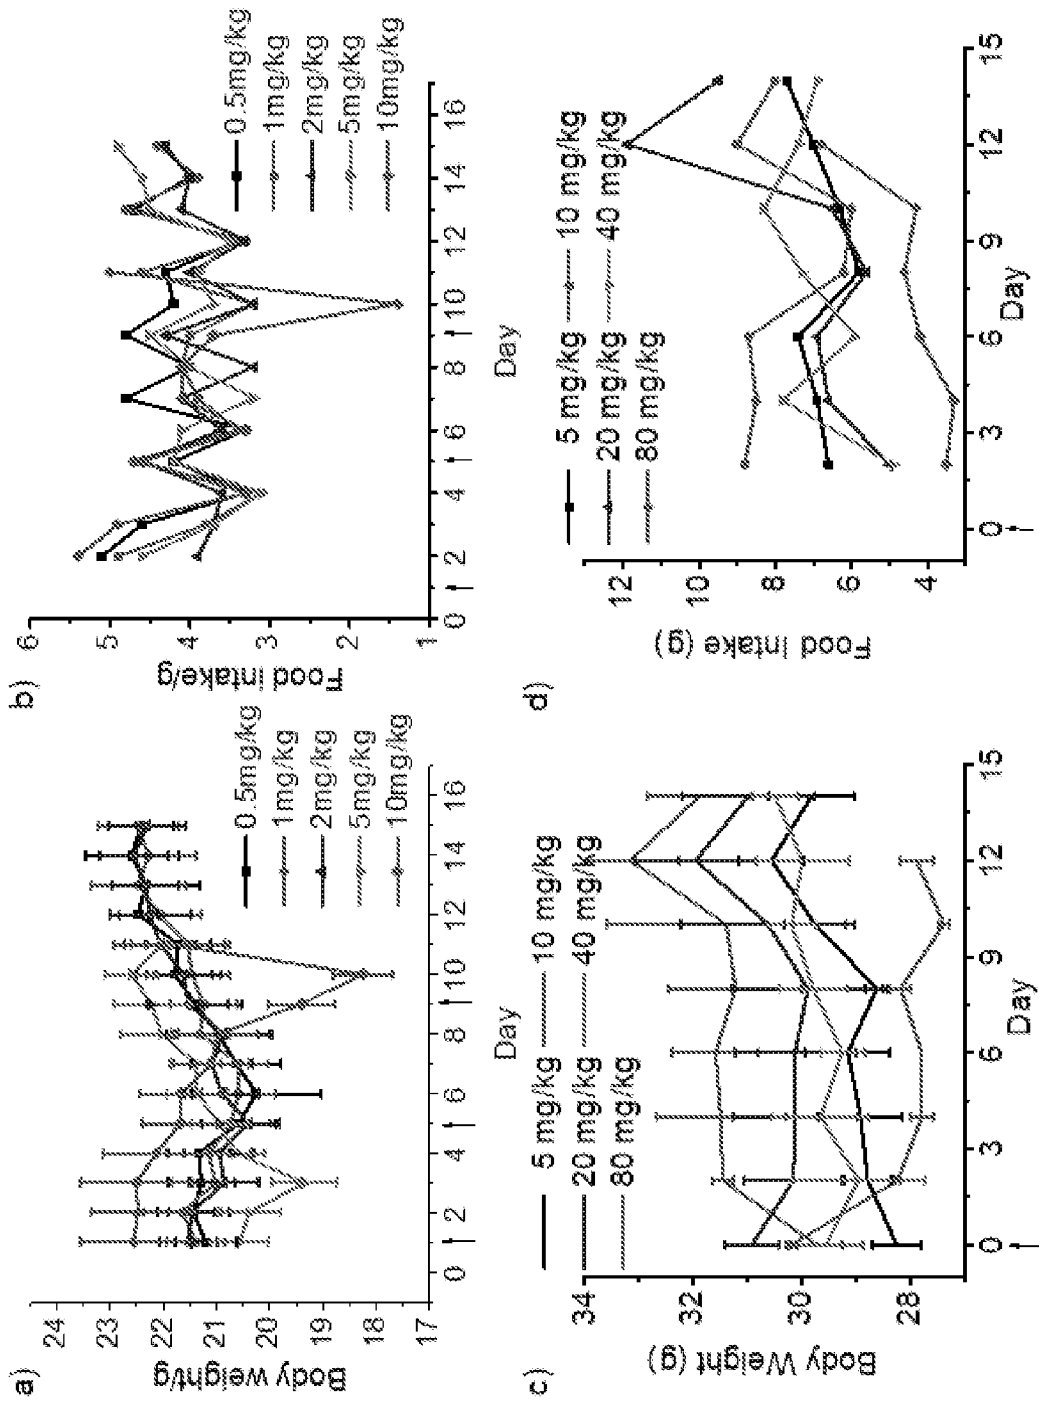 a)
Body weight/g
24
23
22
21
20
19
18
17
0 2 4 6 8 10 12 14 16
Day
0.5mg/kg
1mg/kg
2mg/kg
5mg/kg
10mg/kg
b)
Food intake/g
6
5
4
3
2
1
0 2 4 6 8 10 12 14 16
Day
0.5mg/kg
1mg/kg
2mg/kg
5mg/kg
10mg/kg
c)
Body Weight (g)
34
32
30
28
0 3 6 9 12 15
Day
5 mg/kg 10 mg/kg
20 mg/kg 40 mg/kg
80 mg/kg
d)
Food Intake (g)
12
10
8
6
4
0 3 6 9 12 15
Day
5 mg/kg 10 mg/kg
20 mg/kg 40 mg/kg
80 mg/kg